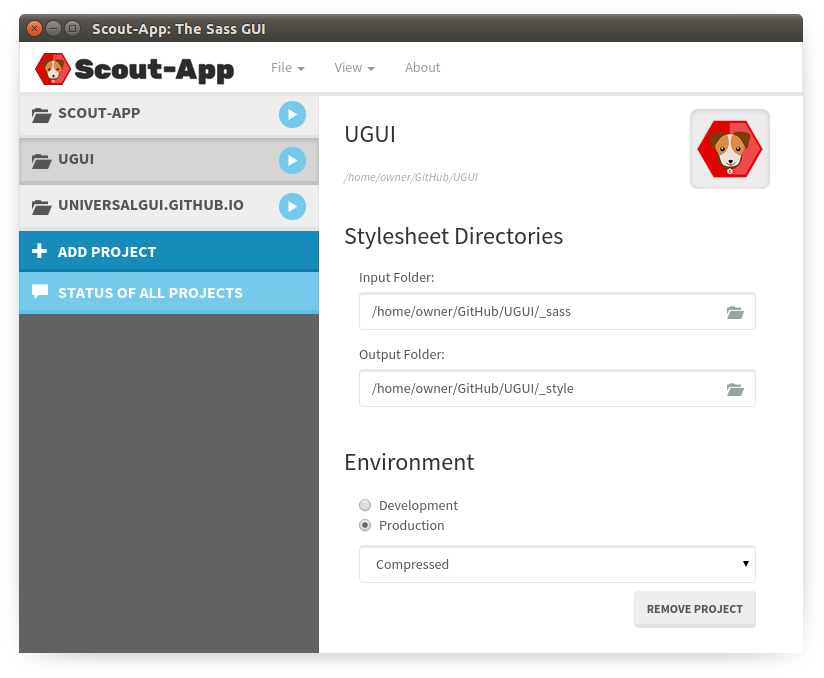 Scout-App: The Sass GUI
Scout-App File View About
SCOUT-APP
UGUI
UNIVERSALGUI.GITHUB.IO
ADD PROJECT
STATUS OF ALL PROJECTS
UGUI
/home/owner/GitHub/UGUI
Stylesheet Directories
Input Folder:
/home/owner/GitHub/UGUI/_sass
Output Folder:
/home/owner/GitHub/UGUI/_style
Environment
Development
Production
Compressed
REMOVE PROJECT